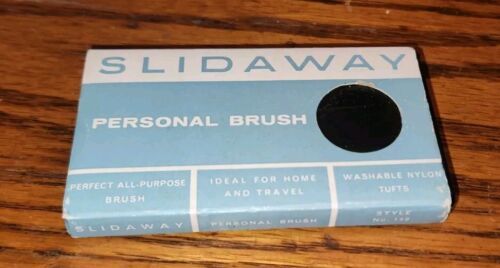 SLIDAWAY
PERSONAL BRUSH
PERFECT ALL-PURPOSE
BRUSH
IDEAL FOR HOME
AND TRAVEL
WASHABLE NYLON
TUFTS
SLIDAWAY
PERSONAL BRUSH
STYLE
No.